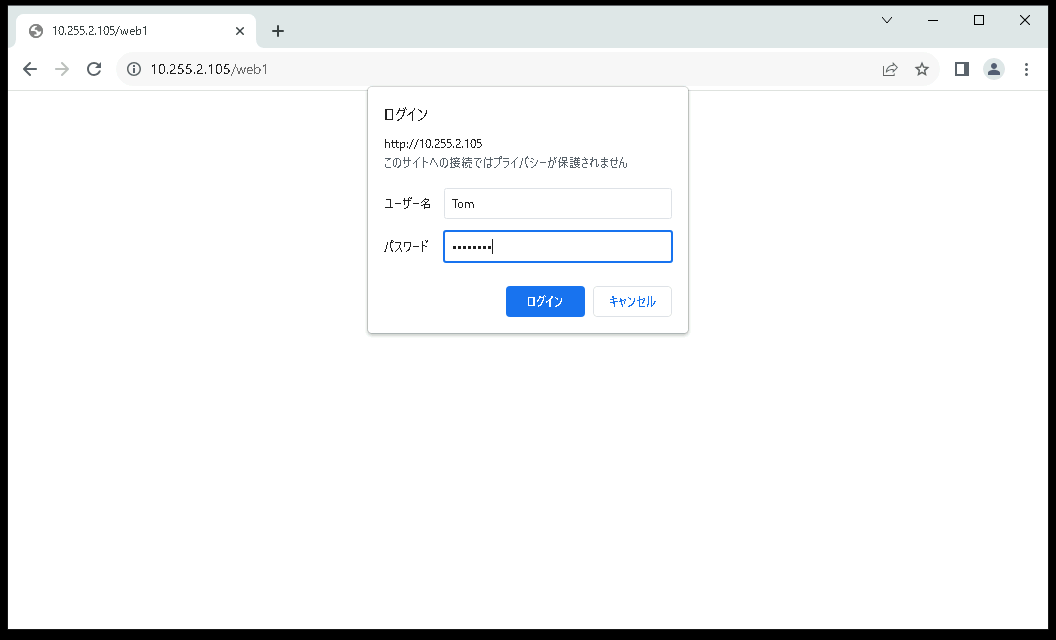 10.255.2.105/web1
10.255.2.105/web1
ログイン
http://10.255.2.105
このサイトへの接続ではプライバシーが保護されません
ユーザー名 Tom
パスワード ••••••••
ログイン キャンセル